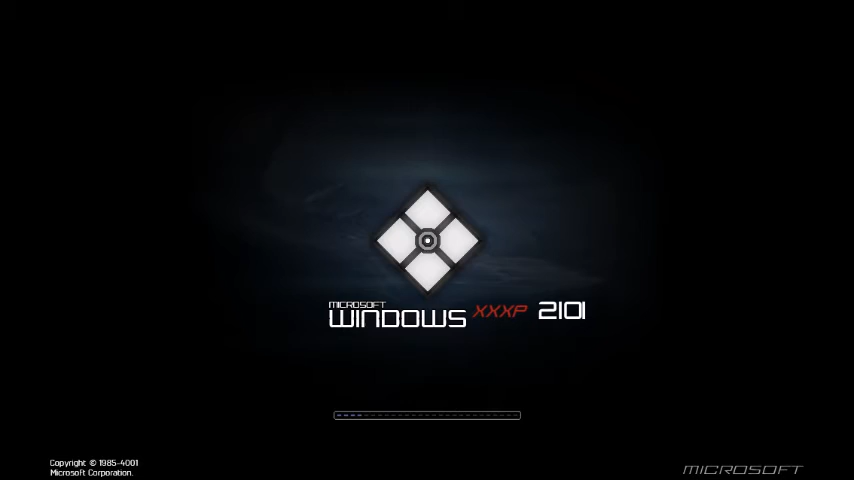 MICROSOFT
WINDOWS XXXP 2101
Copyright © 1985-4001
Microsoft Corporation.
MICROSOFT